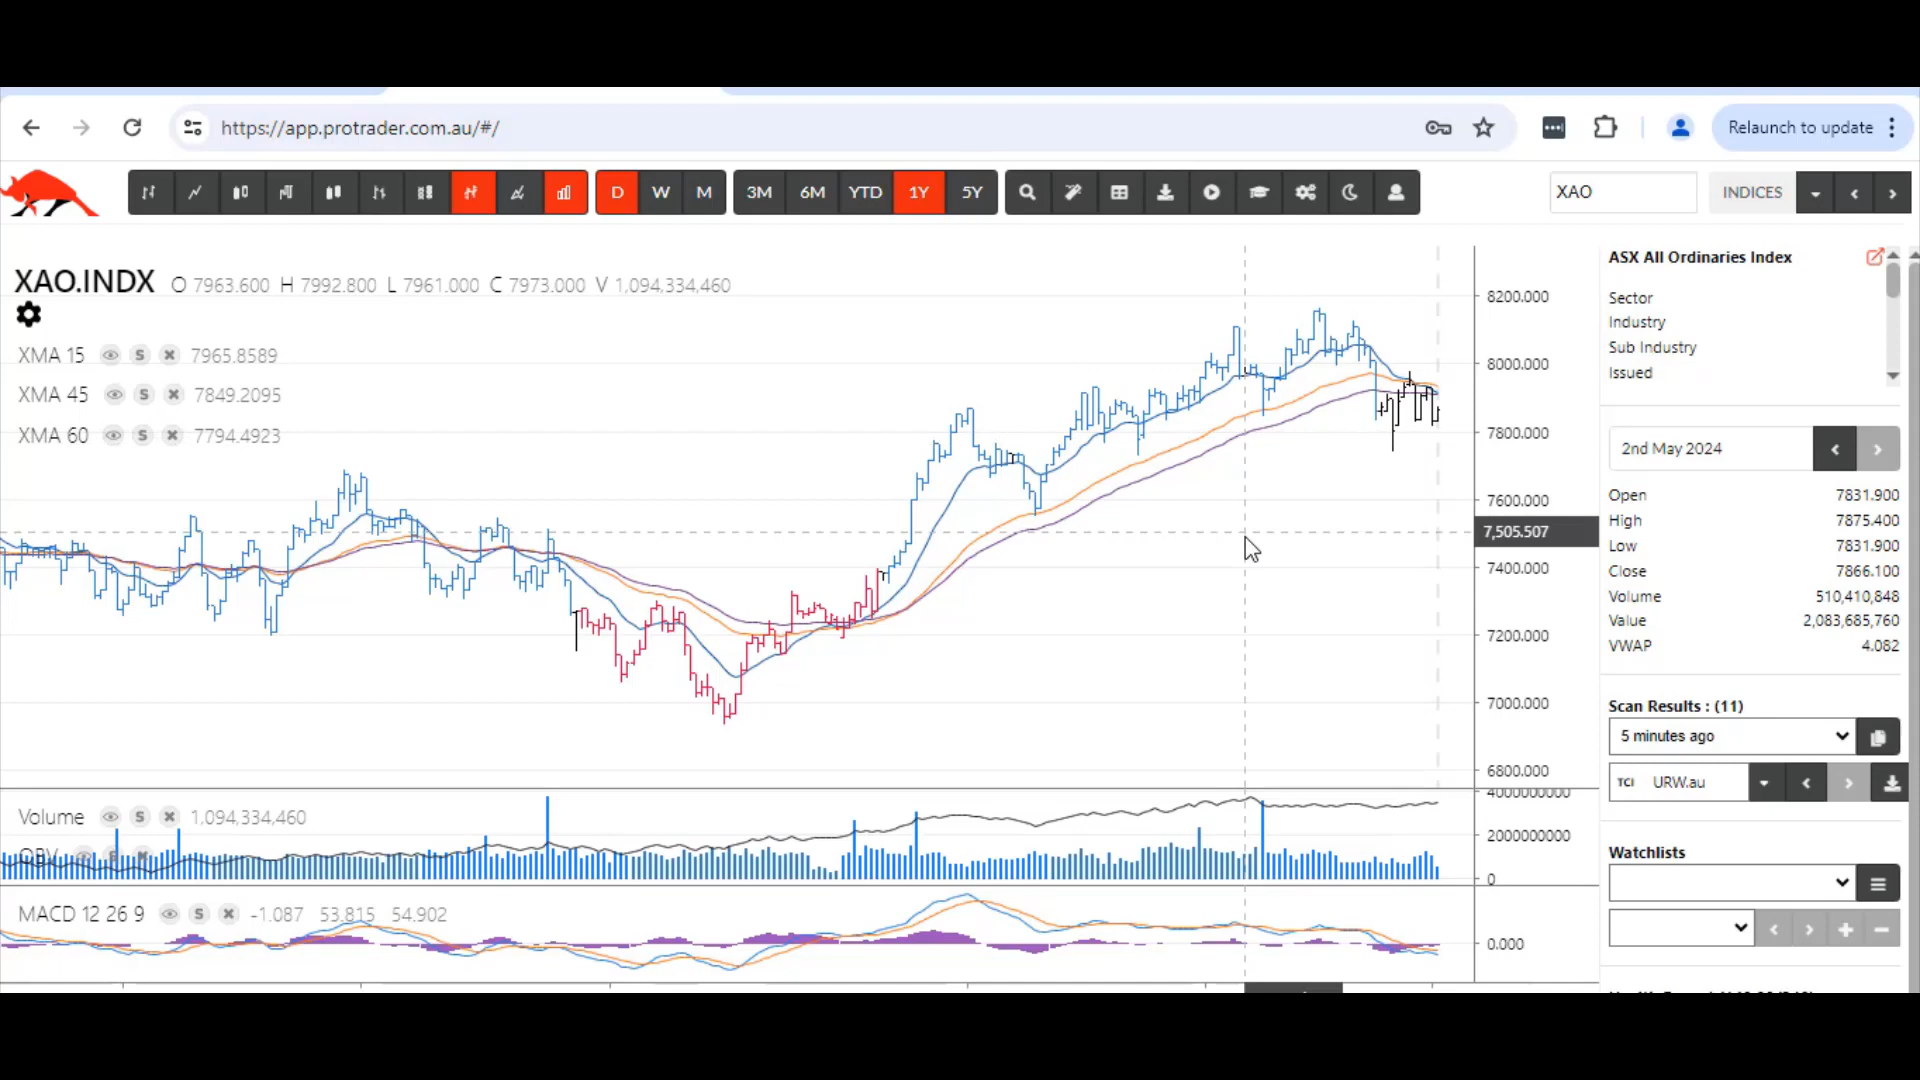 https://app.protrader.com.au/#/
Relaunch to update
D W M 3M 6M YTD 1Y 5Y
XAO
INDICES
XAO.INDX O 7963.600 H 7992.800 L 7961.000 C 7973.000 V 1,094,334,460
XMA 15 S 7965.8589
XMA 45 S 7849.2095
XMA 60 S 7794.4923
8200.000
8000.000
7800.000
7600.000
7,505.507
7400.000
7200.000
7000.000
6800.000
Volume S 1,094,334,460
OBV
4000000000
2000000000
0
MACD 12 26 9 S -1.087 53.815 54.902
0.000
ASX All Ordinaries Index
Sector
Industry
Sub Industry
Issued
2nd May 2024
Open 7831.900
High 7875.400
Low 7831.900
Close 7866.100
Volume 510,410,848
Value 2,083,685,760
VWAP 4.082
Scan Results : (11)
5 minutes ago
TCI URW.au
Watchlists